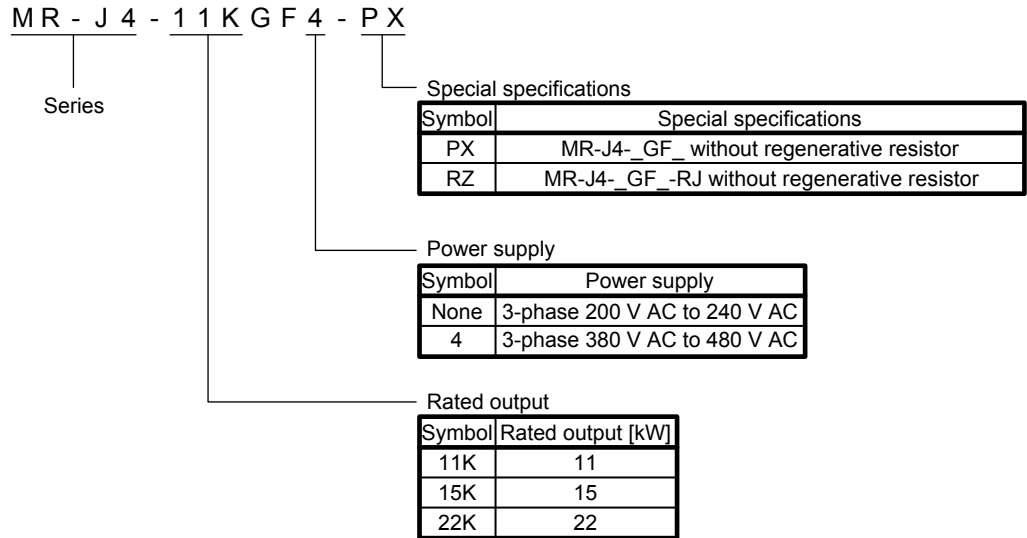 MR-J4-11KGF4-PX
Series
Special specifications
Symbol Special specifications
PX MR-J4-_GF_ without regenerative resistor
RZ MR-J4-_GF_-RJ without regenerative resistor
Power supply
Symbol Power supply
None 3-phase 200 V AC to 240 V AC
4 3-phase 380 V AC to 480 V AC
Rated output
Symbol Rated output [kW]
11K 11
15K 15
22K 22